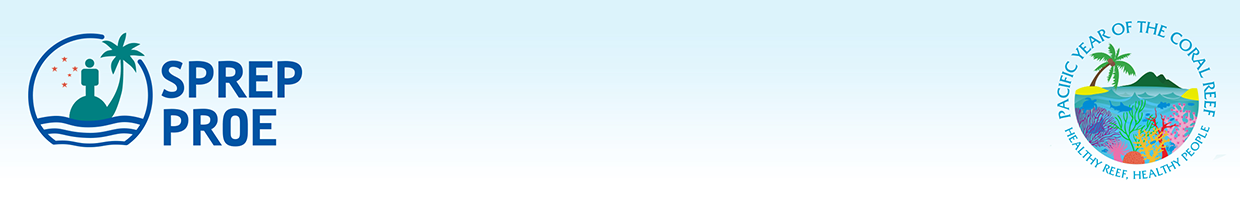 SPREP
PROE
PACIFIC YEAR OF THE CORAL REEF
HEALTHY REEF, HEALTHY PEOPLE